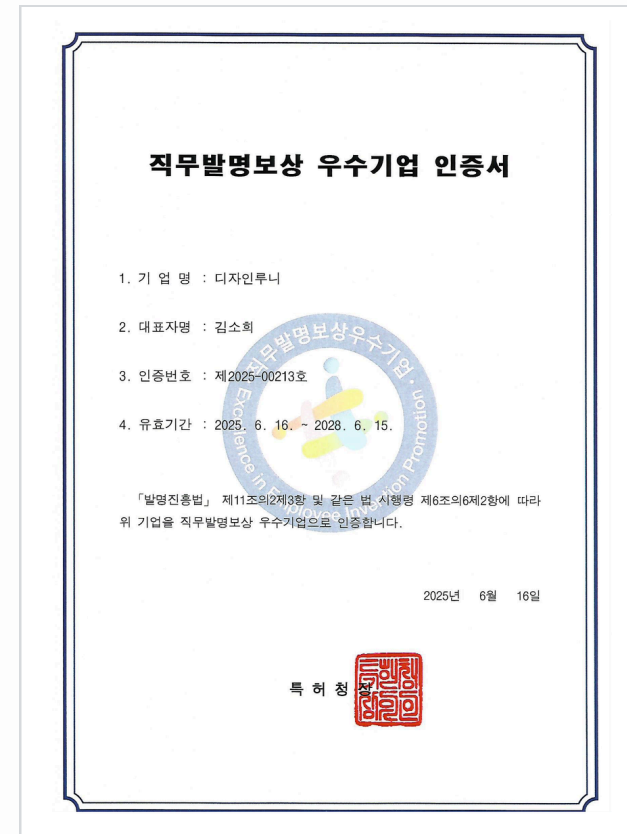 직무발명보상 우수기업 인증서
1. 기 업 명 : 디자인루니
2. 대표자명 : 김소희
3. 인증번호 : 제2025-00213호
4. 유효기간 : 2025. 6. 16. ~ 2028. 6. 15.
직무발명보상우수기업 · Excellence in Employee Invention Promotion
「발명진흥법」 제11조의2제3항 및 같은 법 시행령 제6조의6제2항에 따라
위 기업을 직무발명보상 우수기업으로 인증합니다.
2025년 6월 16일
특 허 청 장
특허청장의인